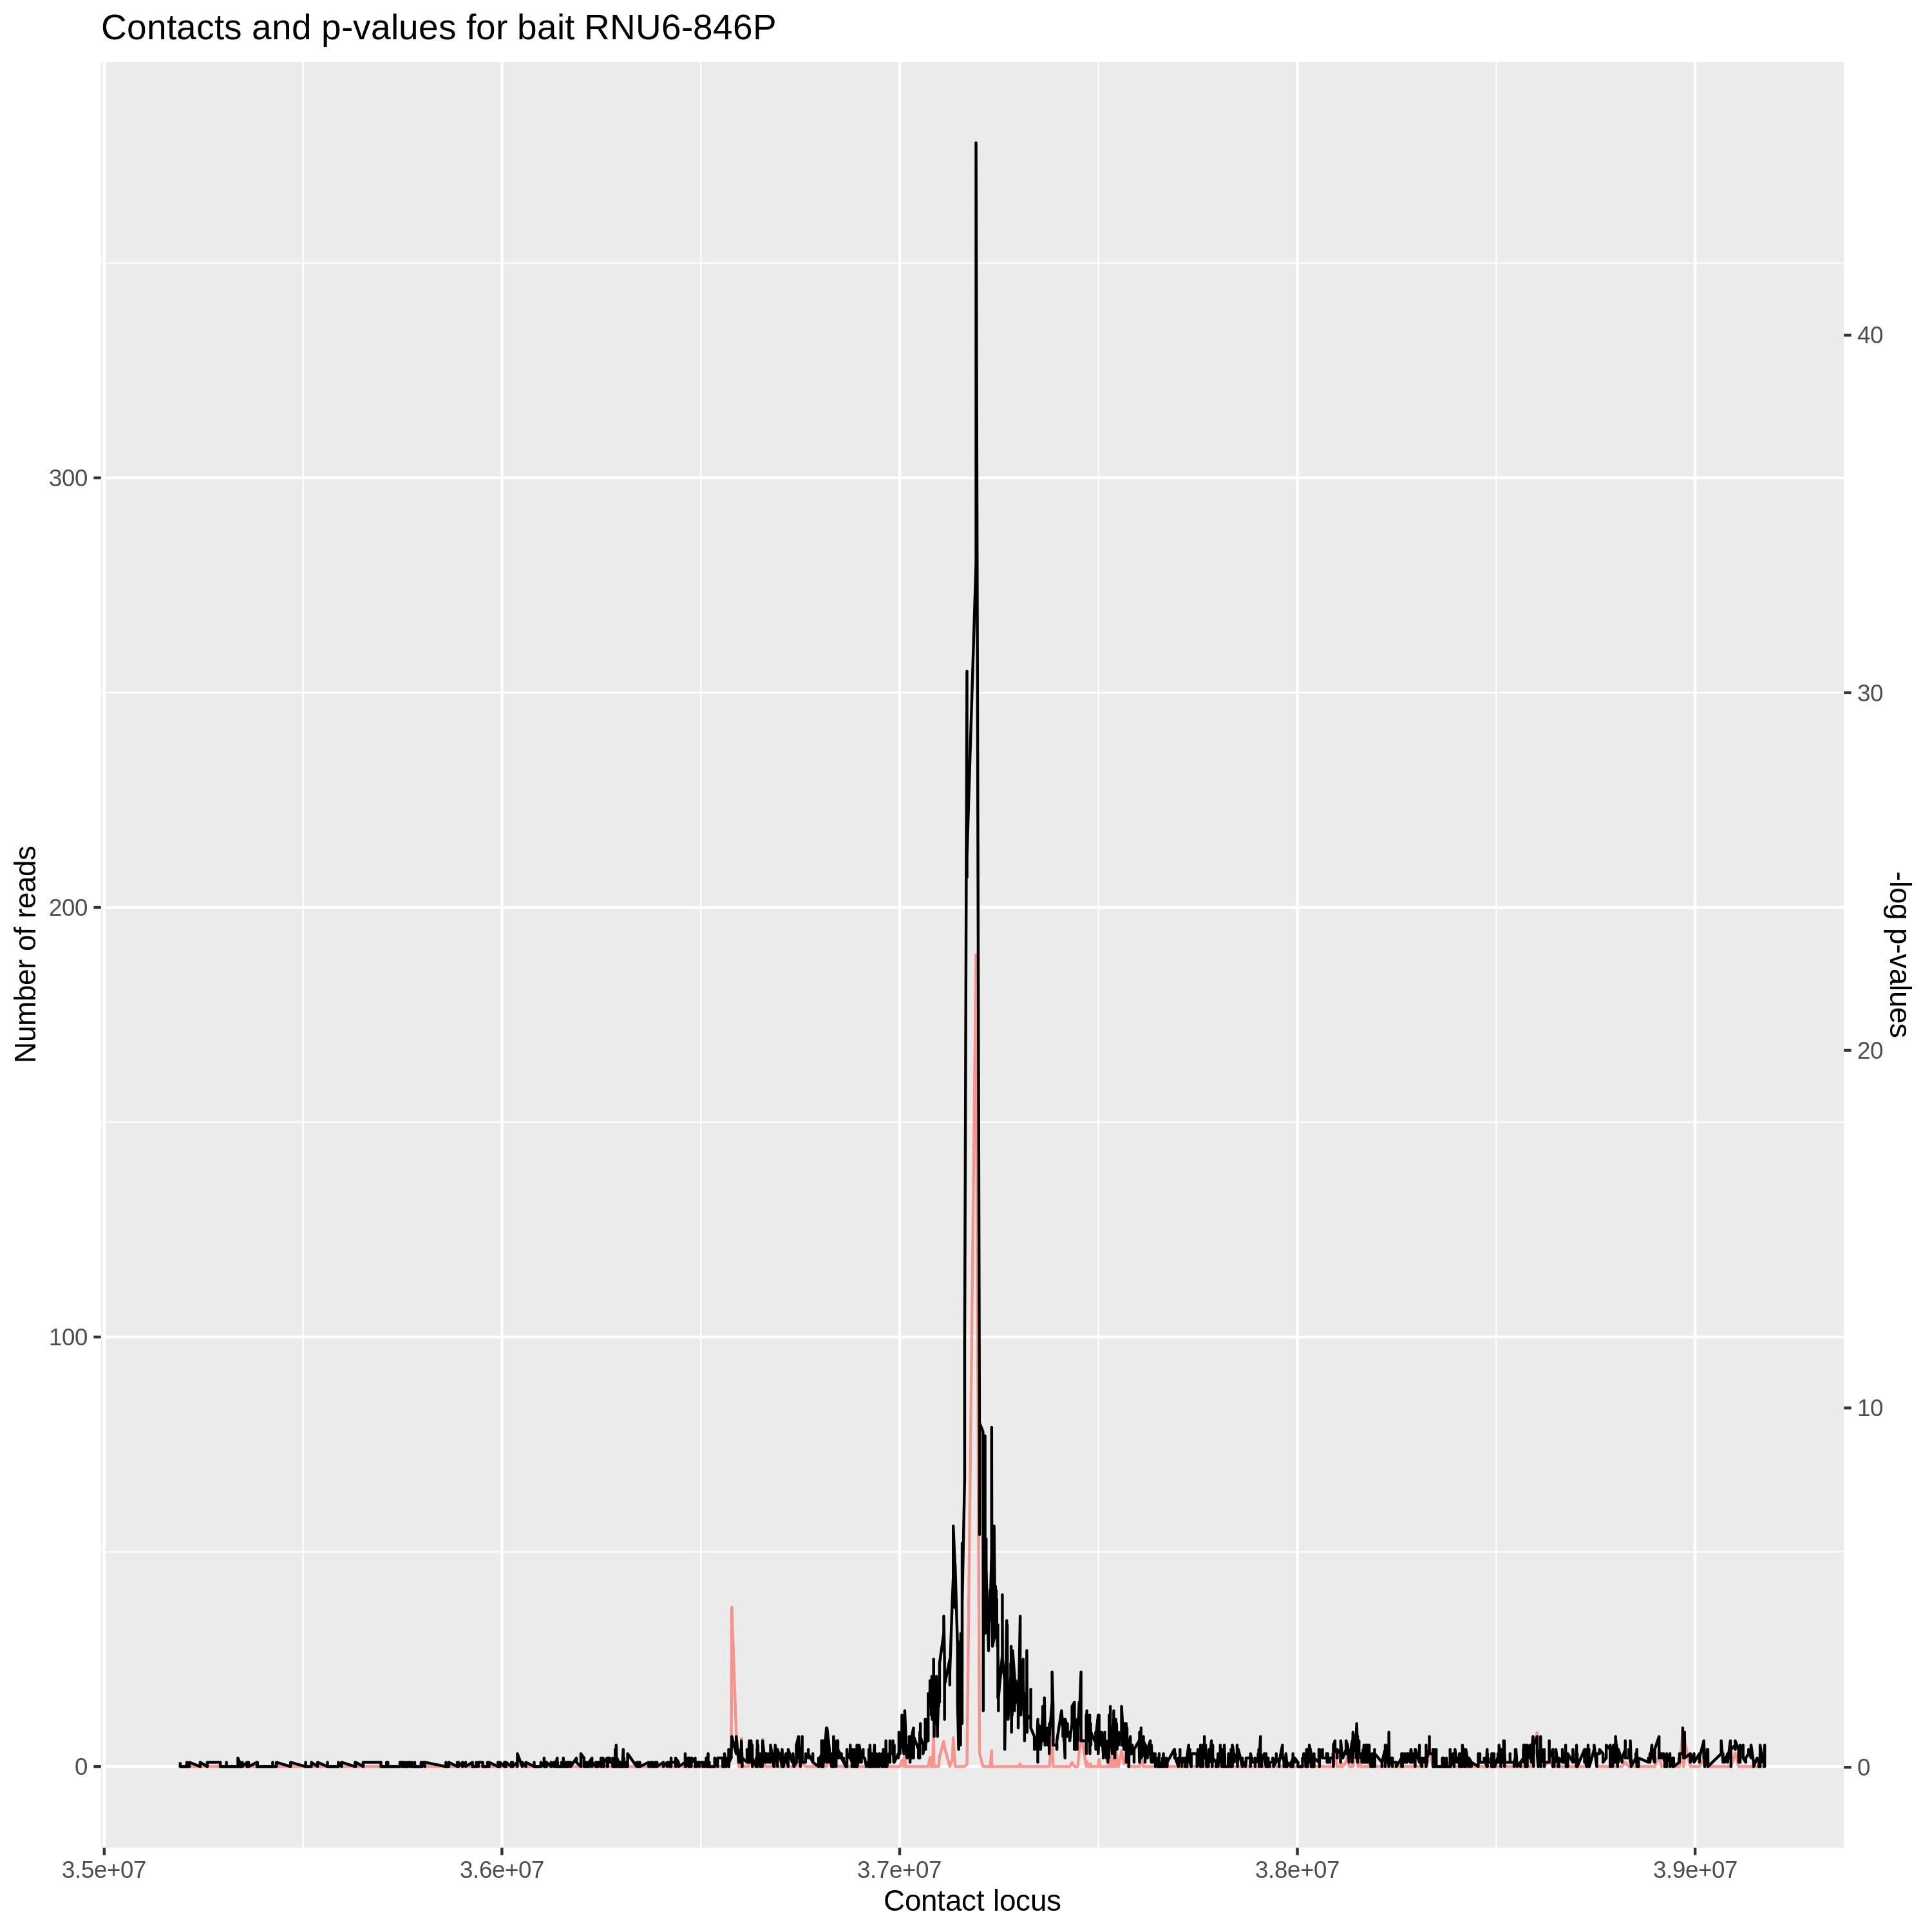 Contacts and p-values for bait RNU6-846P
300
200
100
0
Number of reads
40
30
20
10
0
-log p-values
3.5e+07 3.6e+07 3.7e+07 3.8e+07 3.9e+07
Contact locus